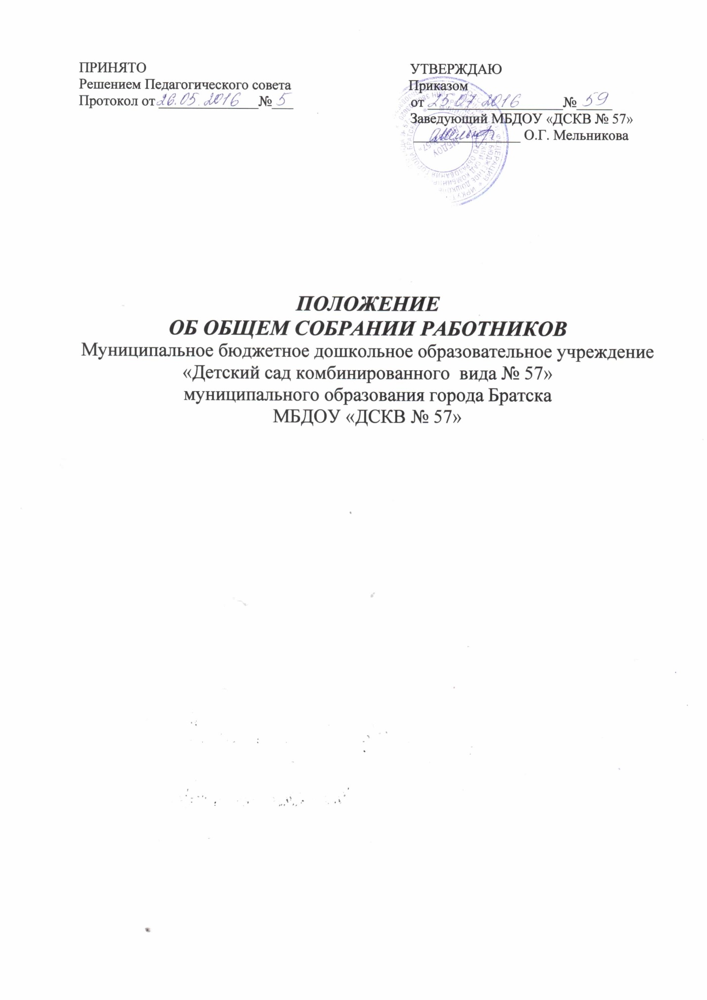 ПРИНЯТО
Решением Педагогического совета
Протокол от 26.05.2016 № 5
УТВЕРЖДАЮ
Приказом
от 25.07.2016 № 59
Заведующий МБДОУ «ДСКВ № 57»
О.Г. Мельникова
МБДОУ
ПОЛОЖЕНИЕ
ОБ ОБЩЕМ СОБРАНИИ РАБОТНИКОВ
Муниципальное бюджетное дошкольное образовательное учреждение
«Детский сад комбинированного вида № 57»
муниципального образования города Братска
МБДОУ «ДСКВ № 57»